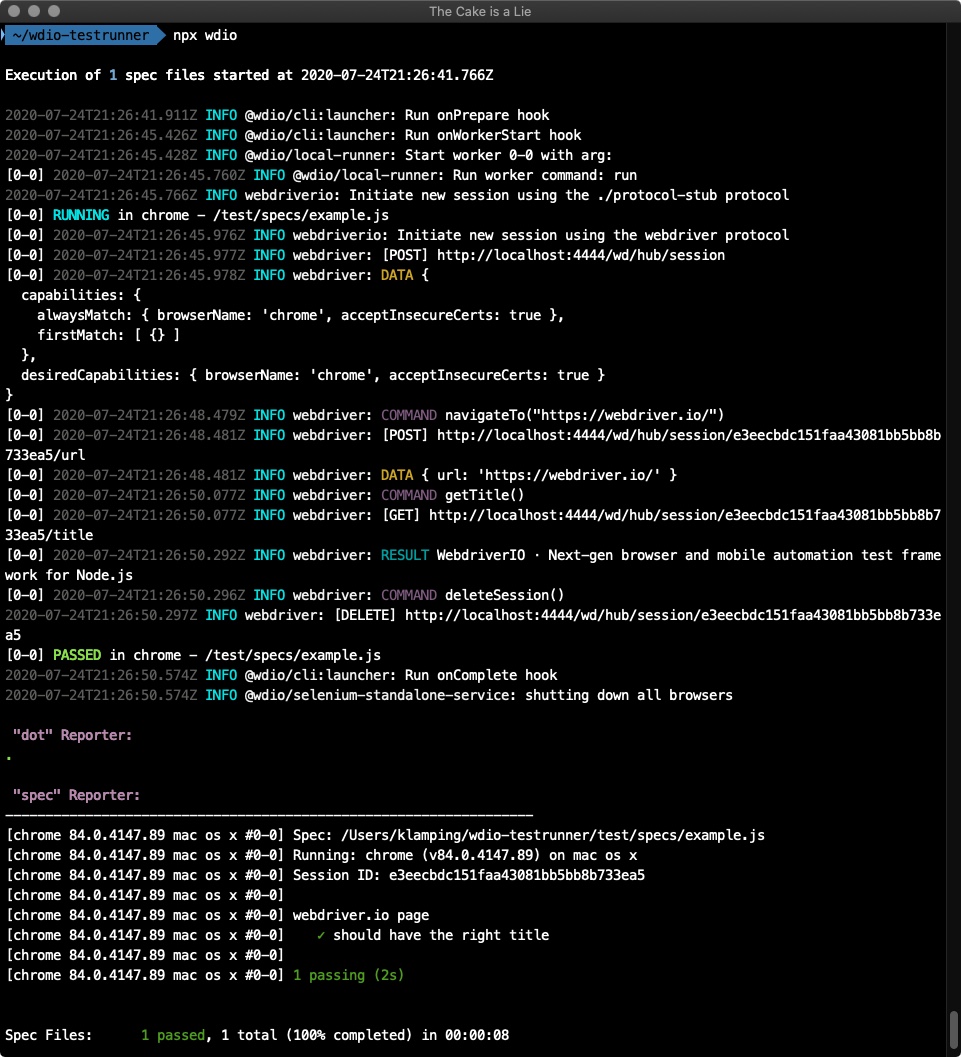 The Cake is a Lie
~/wdio-testrunner npx wdio
Execution of 1 spec files started at 2020-07-24T21:26:41.766Z
2020-07-24T21:26:41.911Z INFO @wdio/cli:launcher: Run onPrepare hook
2020-07-24T21:26:45.426Z INFO @wdio/cli:launcher: Run onWorkerStart hook
2020-07-24T21:26:45.428Z INFO @wdio/local-runner: Start worker 0-0 with arg:
[0-0] 2020-07-24T21:26:45.760Z INFO @wdio/local-runner: Run worker command: run
2020-07-24T21:26:45.766Z INFO webdriverio: Initiate new session using the ./protocol-stub protocol
[0-0] RUNNING in chrome - /test/specs/example.js
[0-0] 2020-07-24T21:26:45.976Z INFO webdriverio: Initiate new session using the webdriver protocol
[0-0] 2020-07-24T21:26:45.977Z INFO webdriver: [POST] http://localhost:4444/wd/hub/session
[0-0] 2020-07-24T21:26:45.978Z INFO webdriver: DATA {
capabilities: {
alwaysMatch: { browserName: 'chrome', acceptInsecureCerts: true },
firstMatch: [ {} ]
},
desiredCapabilities: { browserName: 'chrome', acceptInsecureCerts: true }
}
[0-0] 2020-07-24T21:26:48.479Z INFO webdriver: COMMAND navigateTo("https://webdriver.io/")
[0-0] 2020-07-24T21:26:48.481Z INFO webdriver: [POST] http://localhost:4444/wd/hub/session/e3eecbdc151faa43081bb5bb8b
733ea5/url
[0-0] 2020-07-24T21:26:48.481Z INFO webdriver: DATA { url: 'https://webdriver.io/' }
[0-0] 2020-07-24T21:26:50.077Z INFO webdriver: COMMAND getTitle()
[0-0] 2020-07-24T21:26:50.077Z INFO webdriver: [GET] http://localhost:4444/wd/hub/session/e3eecbdc151faa43081bb5bb8b7
33ea5/title
[0-0] 2020-07-24T21:26:50.292Z INFO webdriver: RESULT WebdriverIO · Next-gen browser and mobile automation test frame
work for Node.js
[0-0] 2020-07-24T21:26:50.296Z INFO webdriver: COMMAND deleteSession()
2020-07-24T21:26:50.297Z INFO webdriver: [DELETE] http://localhost:4444/wd/hub/session/e3eecbdc151faa43081bb5bb8b733e
a5
[0-0] PASSED in chrome - /test/specs/example.js
2020-07-24T21:26:50.574Z INFO @wdio/cli:launcher: Run onComplete hook
2020-07-24T21:26:50.574Z INFO @wdio/selenium-standalone-service: shutting down all browsers
"dot" Reporter:
.
"spec" Reporter:
------------------------------------------------------------------
[chrome 84.0.4147.89 mac os x #0-0] Spec: /Users/klamping/wdio-testrunner/test/specs/example.js
[chrome 84.0.4147.89 mac os x #0-0] Running: chrome (v84.0.4147.89) on mac os x
[chrome 84.0.4147.89 mac os x #0-0] Session ID: e3eecbdc151faa43081bb5bb8b733ea5
[chrome 84.0.4147.89 mac os x #0-0]
[chrome 84.0.4147.89 mac os x #0-0] webdriver.io page
[chrome 84.0.4147.89 mac os x #0-0] ✓ should have the right title
[chrome 84.0.4147.89 mac os x #0-0]
[chrome 84.0.4147.89 mac os x #0-0] 1 passing (2s)
Spec Files: 1 passed, 1 total (100% completed) in 00:00:08